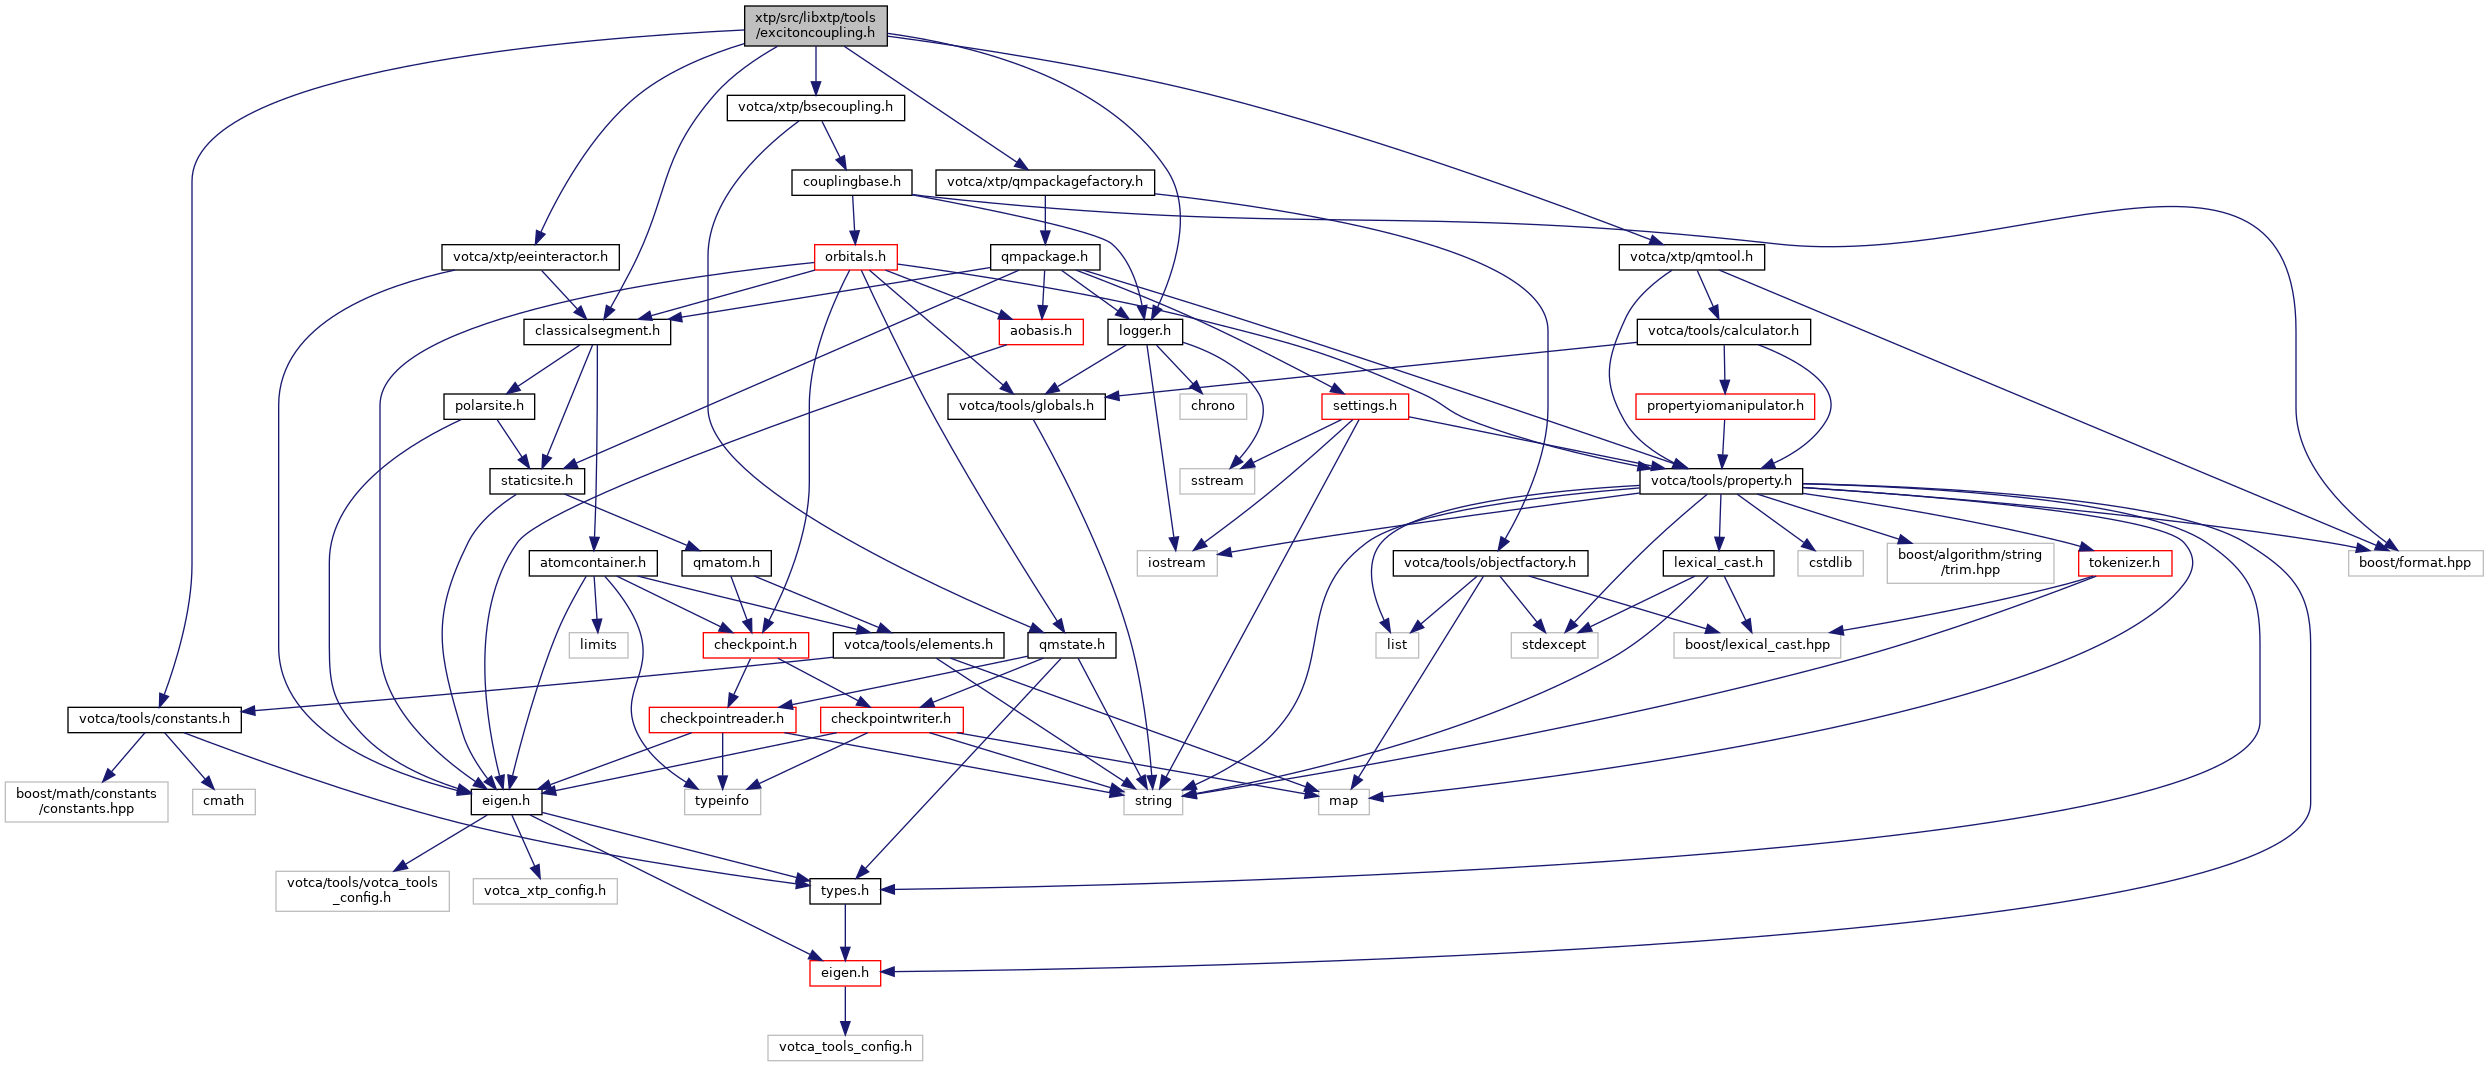 xtp/src/libxtp/tools
/excitoncoupling.h
votca/xtp/bsecoupling.h
couplingbase.h
votca/xtp/qmpackagefactory.h
votca/xtp/eeinteractor.h
orbitals.h
qmpackage.h
votca/xtp/qmtool.h
classicalsegment.h
aobasis.h
logger.h
votca/tools/calculator.h
polarsite.h
votca/tools/globals.h
chrono
settings.h
propertyiomanipulator.h
staticsite.h
sstream
votca/tools/property.h
atomcontainer.h
qmatom.h
iostream
votca/tools/objectfactory.h
lexical_cast.h
cstdlib
boost/algorithm/string
/trim.hpp
tokenizer.h
boost/format.hpp
limits
checkpoint.h
votca/tools/elements.h
qmstate.h
list
stdexcept
boost/lexical_cast.hpp
votca/tools/constants.h
checkpointreader.h
checkpointwriter.h
boost/math/constants
/constants.hpp
cmath
eigen.h
typeinfo
string
map
votca/tools/votca_tools
_config.h
votca_xtp_config.h
types.h
eigen.h
votca_tools_config.h